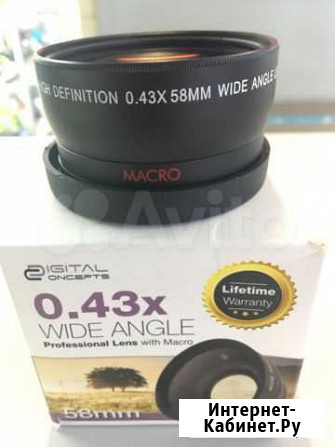 GH DEFINITION 0.43X 58MM WIDE ANGLE
MACRO
Avito
DIGITAL
CONCEPTS
Lifetime
Warranty
0.43x
WIDE ANGLE
Professional Lens with Macro
58mm
Интернет-
Кабинет.Ру